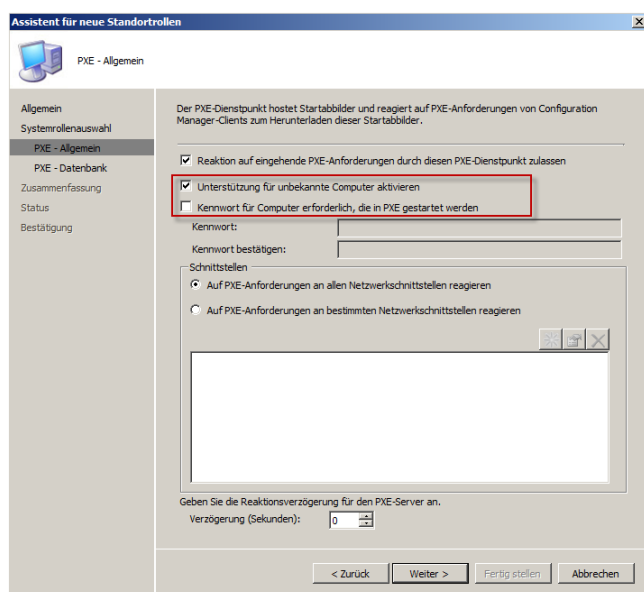 Assistent für neue Standortrollen
PXE - Allgemein
Allgemein
Systemrollenauswahl
PXE - Allgemein
PXE - Datenbank
Zusammenfassung
Status
Bestätigung
Der PXE-Dienstpunkt hostet Startabbilder und reagiert auf PXE-Anforderungen von Configuration
Manager-Clients zum Herunterladen dieser Startabbilder.
Reaktion auf eingehende PXE-Anforderungen durch diesen PXE-Dienstpunkt zulassen
Unterstützung für unbekannte Computer aktivieren
Kennwort für Computer erforderlich, die in PXE gestartet werden
Kennwort:
Kennwort bestätigen:
Schnittstellen
Auf PXE-Anforderungen an allen Netzwerkschnittstellen reagieren
Auf PXE-Anforderungen an bestimmten Netzwerkschnittstellen reagieren
Geben Sie die Reaktionsverzögerung für den PXE-Server an.
Verzögerung (Sekunden): 0
< Zurück Weiter > Fertig stellen Abbrechen